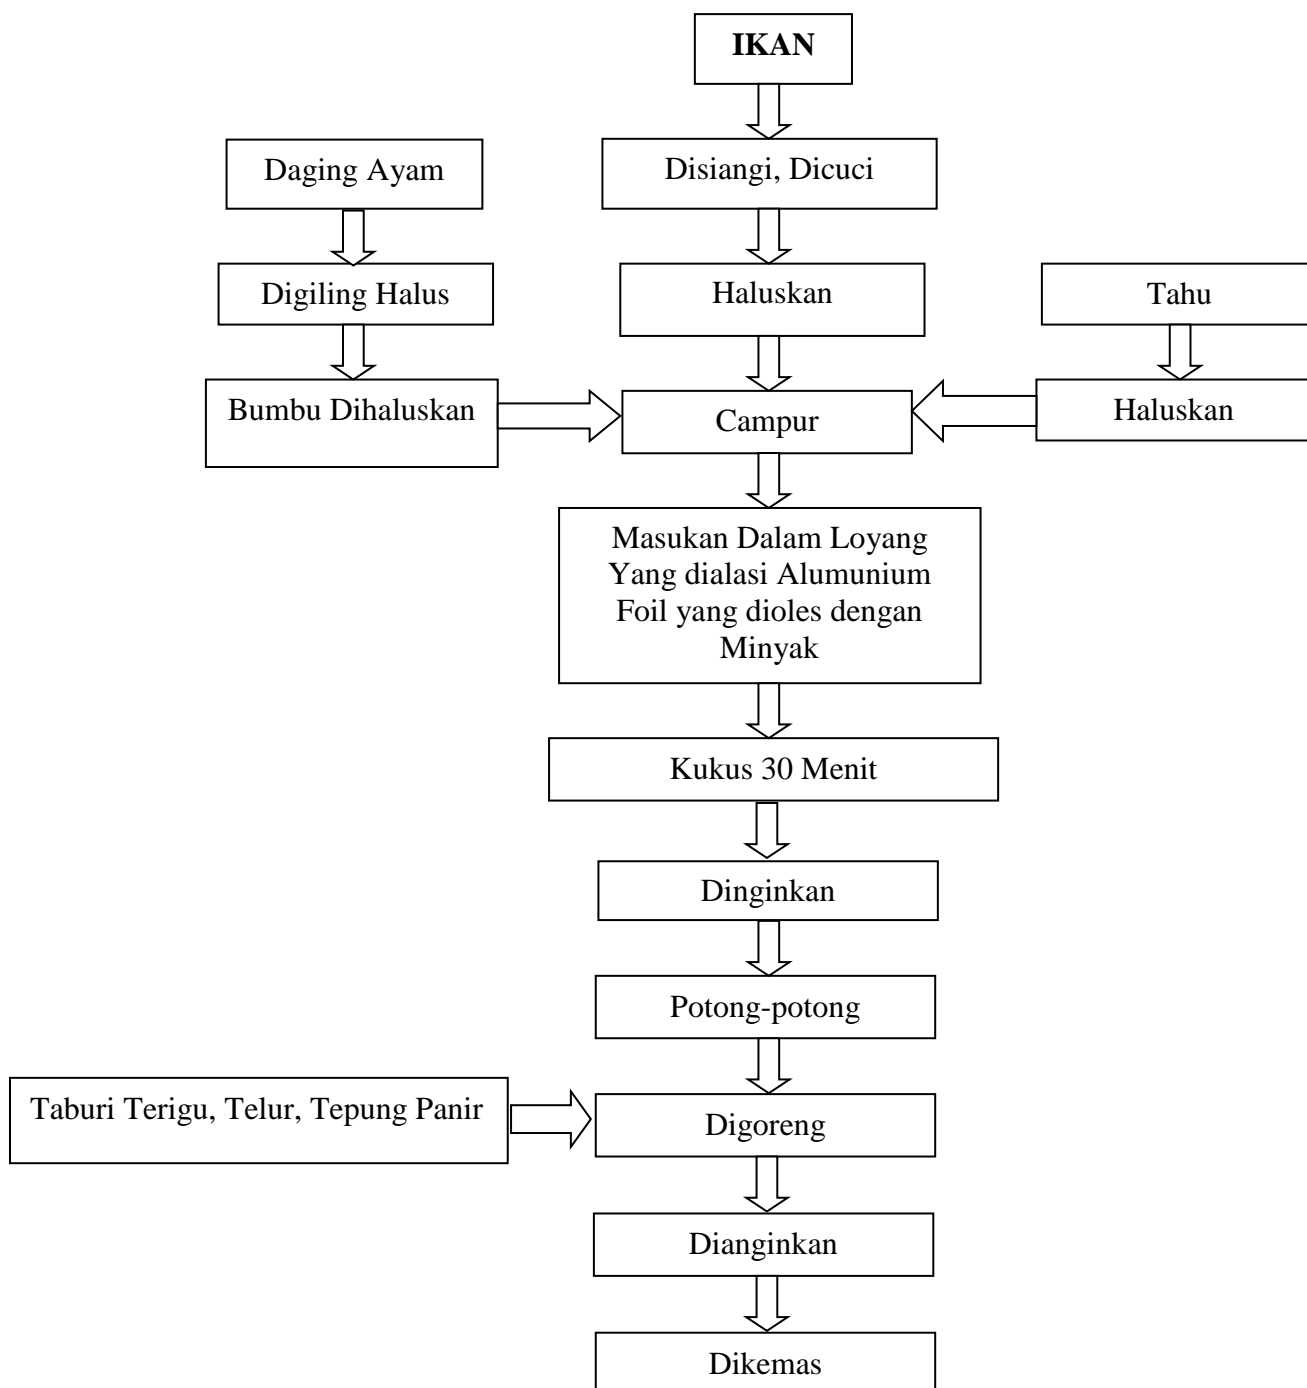 IKAN
Daging Ayam
Disiangi, Dicuci
Digiling Halus
Haluskan
Tahu
Bumbu Dihaluskan
Campur
Haluskan
Masukan Dalam Loyang
Yang dialasi Alumunium
Foil yang dioles dengan
Minyak
Kukus 30 Menit
Dinginkan
Potong-potong
Taburi Terigu, Telur, Tepung Panir
Digoreng
Dianginkan
Dikemas